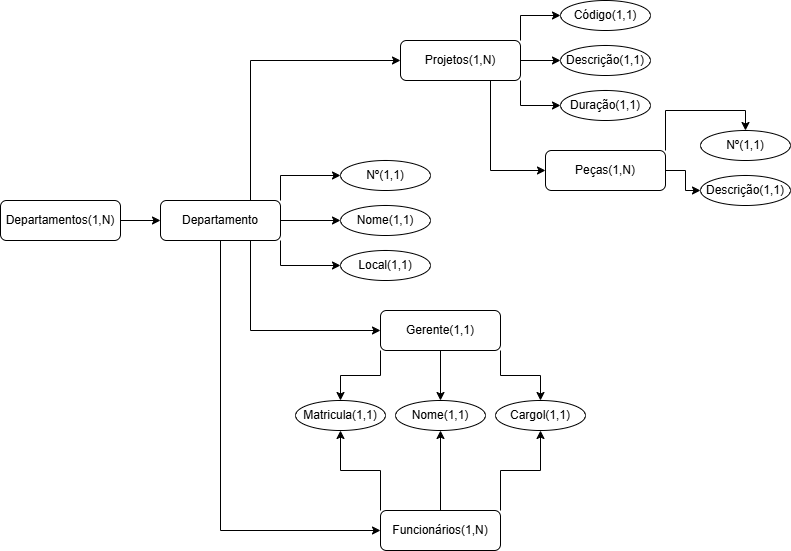 Código(1,1)
Projetos(1,N)
Descrição(1,1)
Duração(1,1)
Nº(1,1)
Peças(1,N)
Descrição(1,1)
Nº(1,1)
Departamentos(1,N)
Departamento
Nome(1,1)
Local(1,1)
Gerente(1,1)
Matricula(1,1)
Nome(1,1)
Cargol(1,1)
Funcionários(1,N)